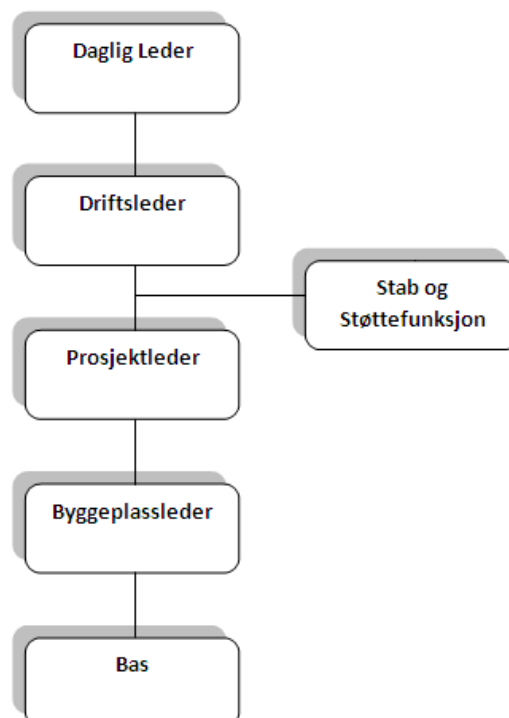 Daglig Leder
Driftsleder
Stab og
Støttefunksjon
Prosjektleder
Byggeplassleder
Bas